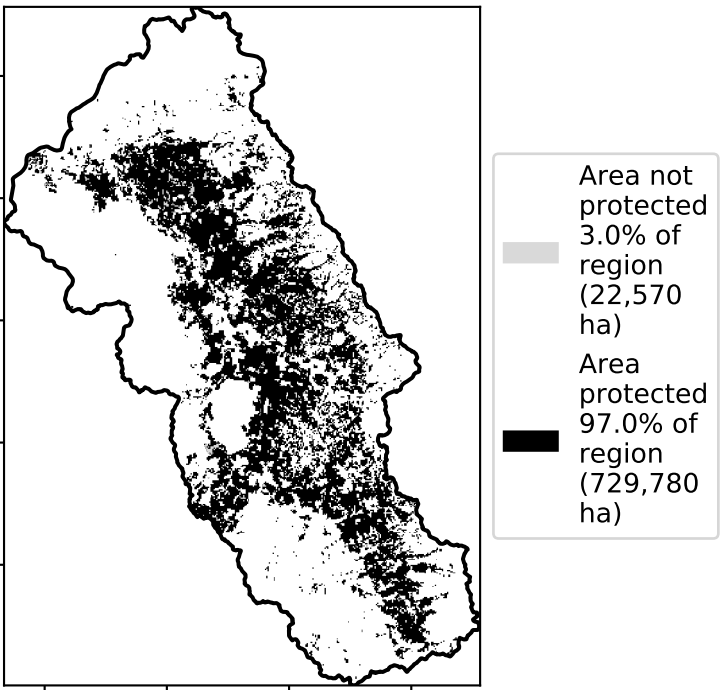 Area not
protected
3.0% of
region
(22,570
ha)
Area
protected
97.0% of
region
(729,780
ha)